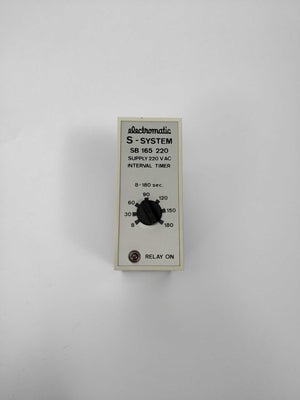 electromatic
S-SYSTEM
SB 165 220
SUPPLY 220 V AC
INTERVAL TIMER
8-180 sec.
90
60 120
30 150
8 180
RELAY ON